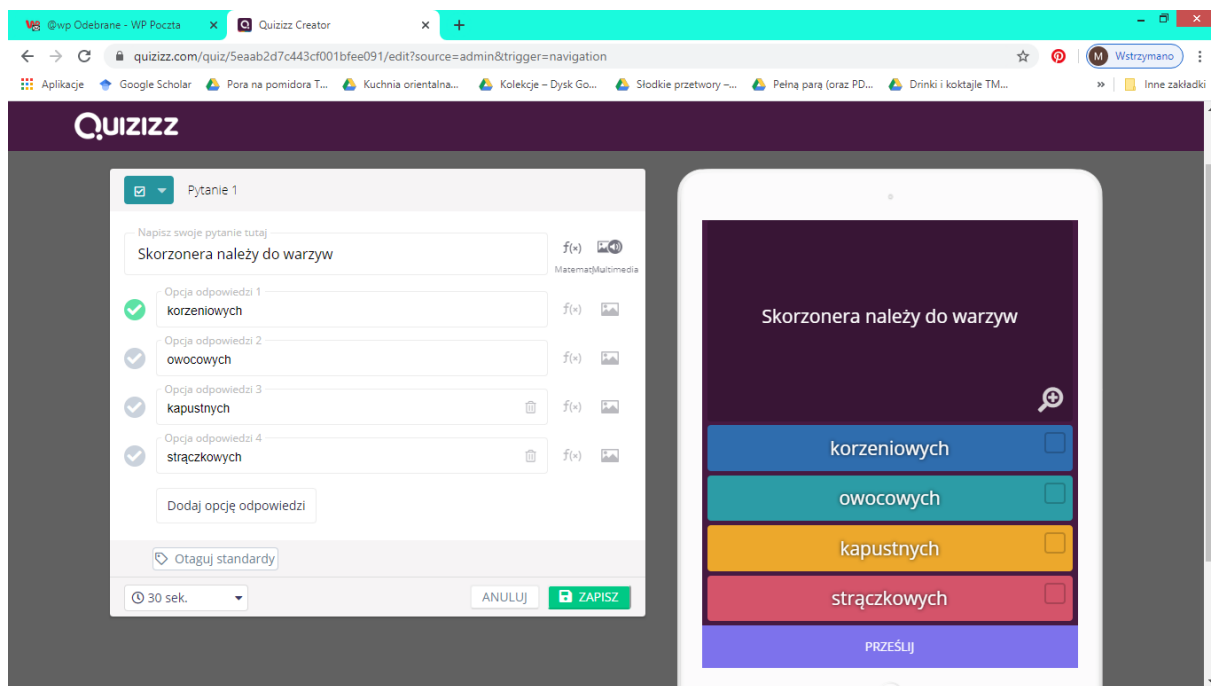 @wp Odebrane - WP Poczta
Quizizz Creator
quizizz.com/quiz/5eaab2d7c443cf001bfee091/edit?source=admin&trigger=navigation
M Wstrzymano
Aplikacje Google Scholar Pora na pomidora T... Kuchnia orientalna... Kolekcje – Dysk Go... Słodkie przetwory –... Pełną parą (oraz PD... Drinki i koktajle TM... » Inne zakładki
QUIZIZZ
Pytanie 1
Napisz swoje pytanie tutaj
Skorzonera należy do warzyw
f(×)
Matematyka
Multimedia
Opcja odpowiedzi 1
korzeniowych
f(×)
Opcja odpowiedzi 2
owocowych
f(×)
Opcja odpowiedzi 3
kapustnych
f(×)
Opcja odpowiedzi 4
strączkowych
f(×)
Dodaj opcję odpowiedzi
Otaguj standardy
30 sek.
ANULUJ
ZAPISZ
Skorzonera należy do warzyw
korzeniowych
owocowych
kapustnych
strączkowych
PRZEŚLIJ